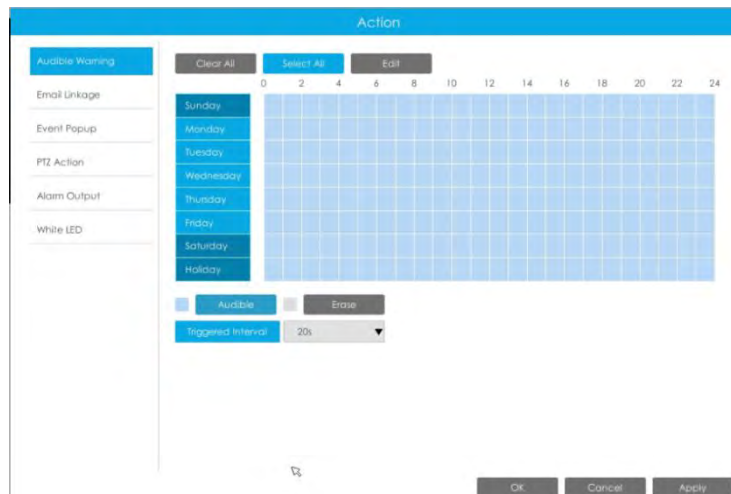 Action
Audible Warning
Email Linkage
Event Popup
PTZ Action
Alarm Output
White LED
Clear All Select All Edit
0 2 4 6 8 10 12 14 16 18 20 22 24
Sunday
Monday
Tuesday
Wednesday
Thursday
Friday
Saturday
Holiday
Audible Erase
Triggered Interval 20s
OK Cancel Apply